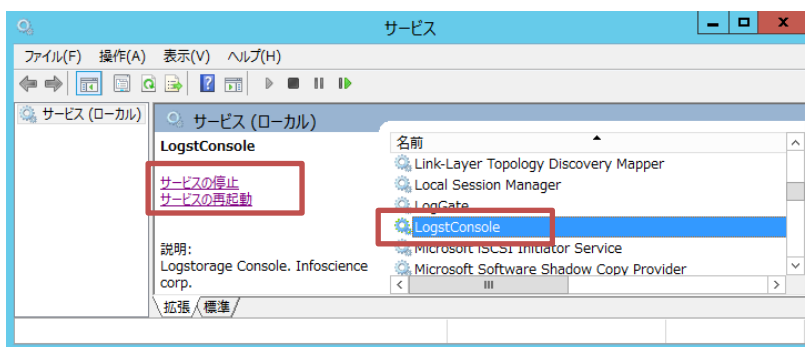 サービス
ファイル(F) 操作(A) 表示(V) ヘルプ(H)
サービス (ローカル)
サービス (ローカル)
LogstConsole
サービスの停止
サービスの再起動
説明:
Logstorage Console. Infoscience
corp.
名前
Link-Layer Topology Discovery Mapper
Local Session Manager
LogGate
LogstConsole
Microsoft iSCSI Initiator Service
Microsoft Software Shadow Copy Provider
拡張 標準